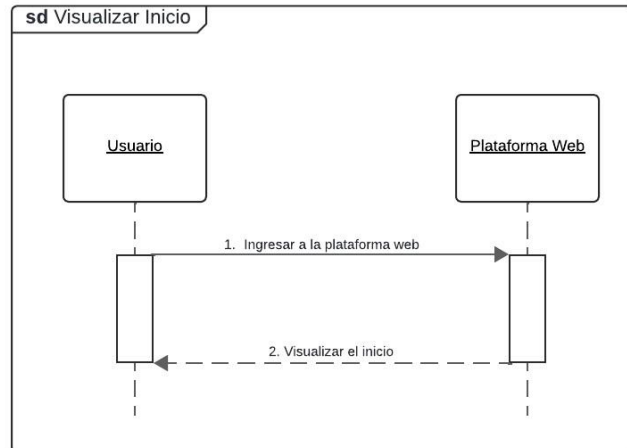 sd Visualizar Inicio
Usuario
Plataforma Web
1. Ingresar a la plataforma web
2. Visualizar el inicio